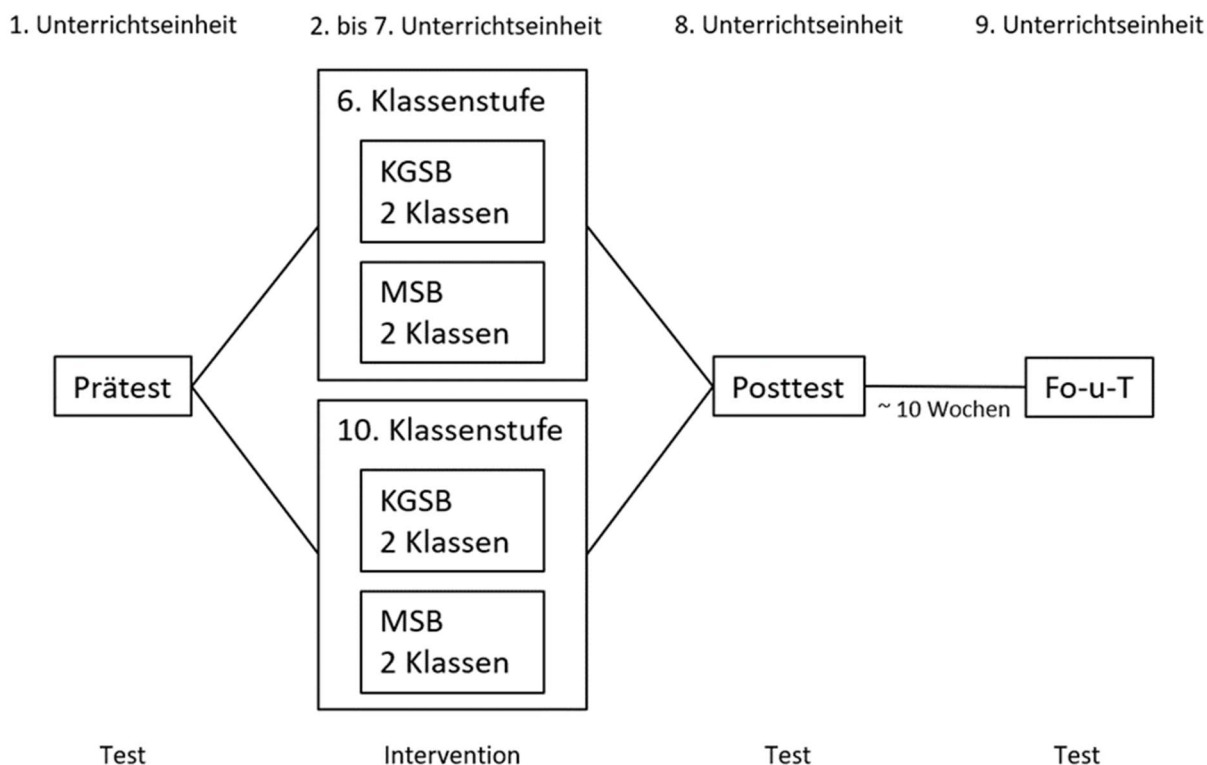 1. Unterrichtseinheit
2. bis 7. Unterrichtseinheit
8. Unterrichtseinheit
9. Unterrichtseinheit
6. Klassenstufe
KGSB
2 Klassen
MSB
2 Klassen
Prätest
Posttest
~ 10 Wochen
Fo-u-T
10. Klassenstufe
KGSB
2 Klassen
MSB
2 Klassen
Test
Intervention
Test
Test